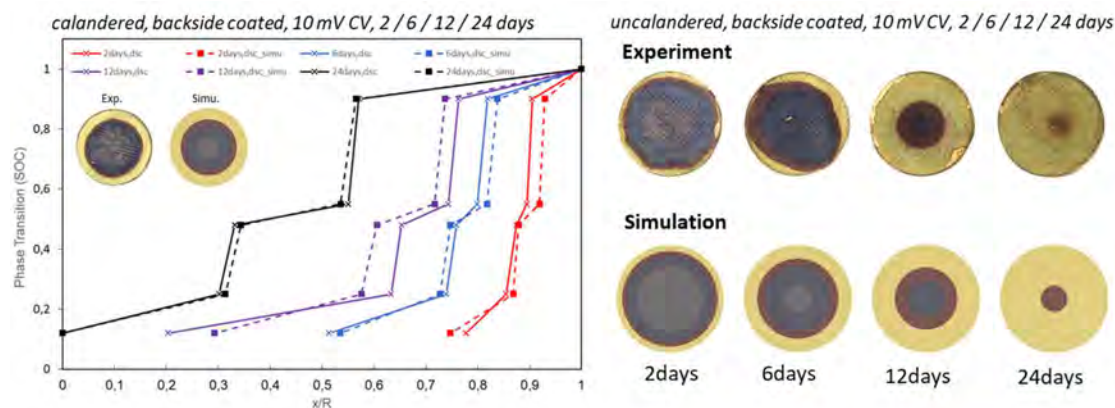 calandered, backside coated, 10 mV CV, 2 / 6 / 12 / 24 days
2days,dsc
2days,dsc_simu
6days,dsc
6days,dsc_simu
12days,dsc
12days,dsc_simu
24days,dsc
24days,dsc_simu
1
0,8
0,6
0,4
0,2
0
Phase Transition (SOC)
Exp.
Simu.
0
0,1
0,2
0,3
0,4
0,5
0,6
0,7
0,8
0,9
1
x/R
uncalandered, backside coated, 10 mV CV, 2 / 6 / 12 / 24 days
Experiment
Simulation
2days
6days
12days
24days